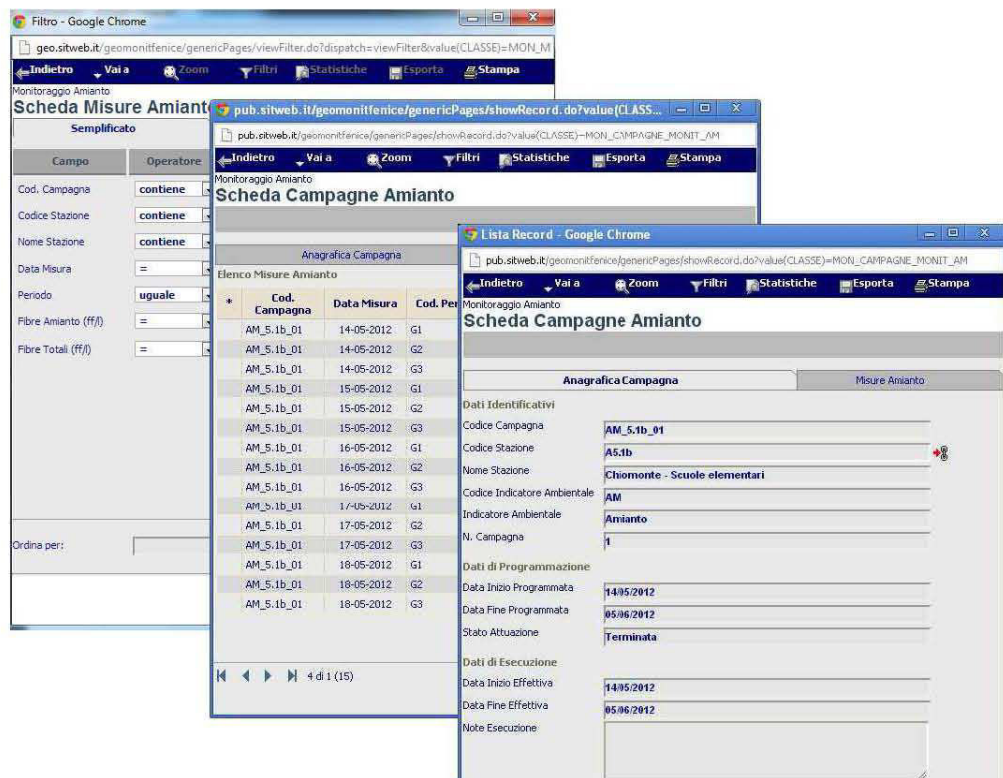 Filtro - Google Chrome
geo.sitweb.it/geomonitfenice/genericPages/viewFilter.do?dispatch=viewFilter&value(CLASSE)=MON_M
Indietro Vai a Zoom Filtri Statistiche Esporta Stampa
Monitoraggio Amianto
Scheda Misure Amiant
Semplificato
Campo Operatore
Cod. Campagna contiene
Codice Stazione contiene
Nome Stazione contiene
Data Misura =
Periodo uguale
Fibre Amianto (ff/l) =
Fibre Totali (ff/l) =
Ordina per:
pub.sitweb.it/geomonitfenice/genericPages/showRecord.do?value(CLASS...
pub.sitweb.it/geomonitfenice/genericPages/showRecord.do?value(CLASSE)=MON_CAMPAGNE_MONIT_AM
Indietro Vai a Zoom Filtri Statistiche Esporta Stampa
Monitoraggio Amianto
Scheda Campagne Amianto
Anagrafica Campagna
Elenco Misure Amianto
* Cod. Campagna Data Misura Cod. Per
AM_5.1b_01 14-05-2012 G1
AM_5.1b_01 14-05-2012 G2
AM_5.1b_01 14-05-2012 G3
AM_5.1b_01 15-05-2012 G1
AM_5.1b_01 15-05-2012 G2
AM_5.1b_01 15-05-2012 G3
AM_5.1b_01 16-05-2012 G1
AM_5.1b_01 16-05-2012 G2
AM_5.1b_01 16-05-2012 G3
AM_5.1b_01 17-05-2012 G1
AM_5.1b_01 17-05-2012 G2
AM_5.1b_01 17-05-2012 G3
AM_5.1b_01 18-05-2012 G1
AM_5.1b_01 18-05-2012 G2
AM_5.1b_01 18-05-2012 G3
4 di 1 (15)
Lista Record - Google Chrome
pub.sitweb.it/geomonitfenice/genericPages/showRecord.do?value(CLASSE)=MON_CAMPAGNE_MONIT_AM
Indietro Vai a Zoom Filtri Statistiche Esporta Stampa
Monitoraggio Amianto
Scheda Campagne Amianto
Anagrafica Campagna Misure Amianto
Dati Identificativi
Codice Campagna AM_5.1b_01
Codice Stazione A5.1b
Nome Stazione Chiomonte - Scuole elementari
Codice Indicatore Ambientale AM
Indicatore Ambientale Amianto
N. Campagna 1
Dati di Programmazione
Data Inizio Programmata 14/05/2012
Data Fine Programmata 05/06/2012
Stato Attuazione Terminata
Dati di Esecuzione
Data Inizio Effettiva 14/05/2012
Data Fine Effettiva 05/06/2012
Note Esecuzione